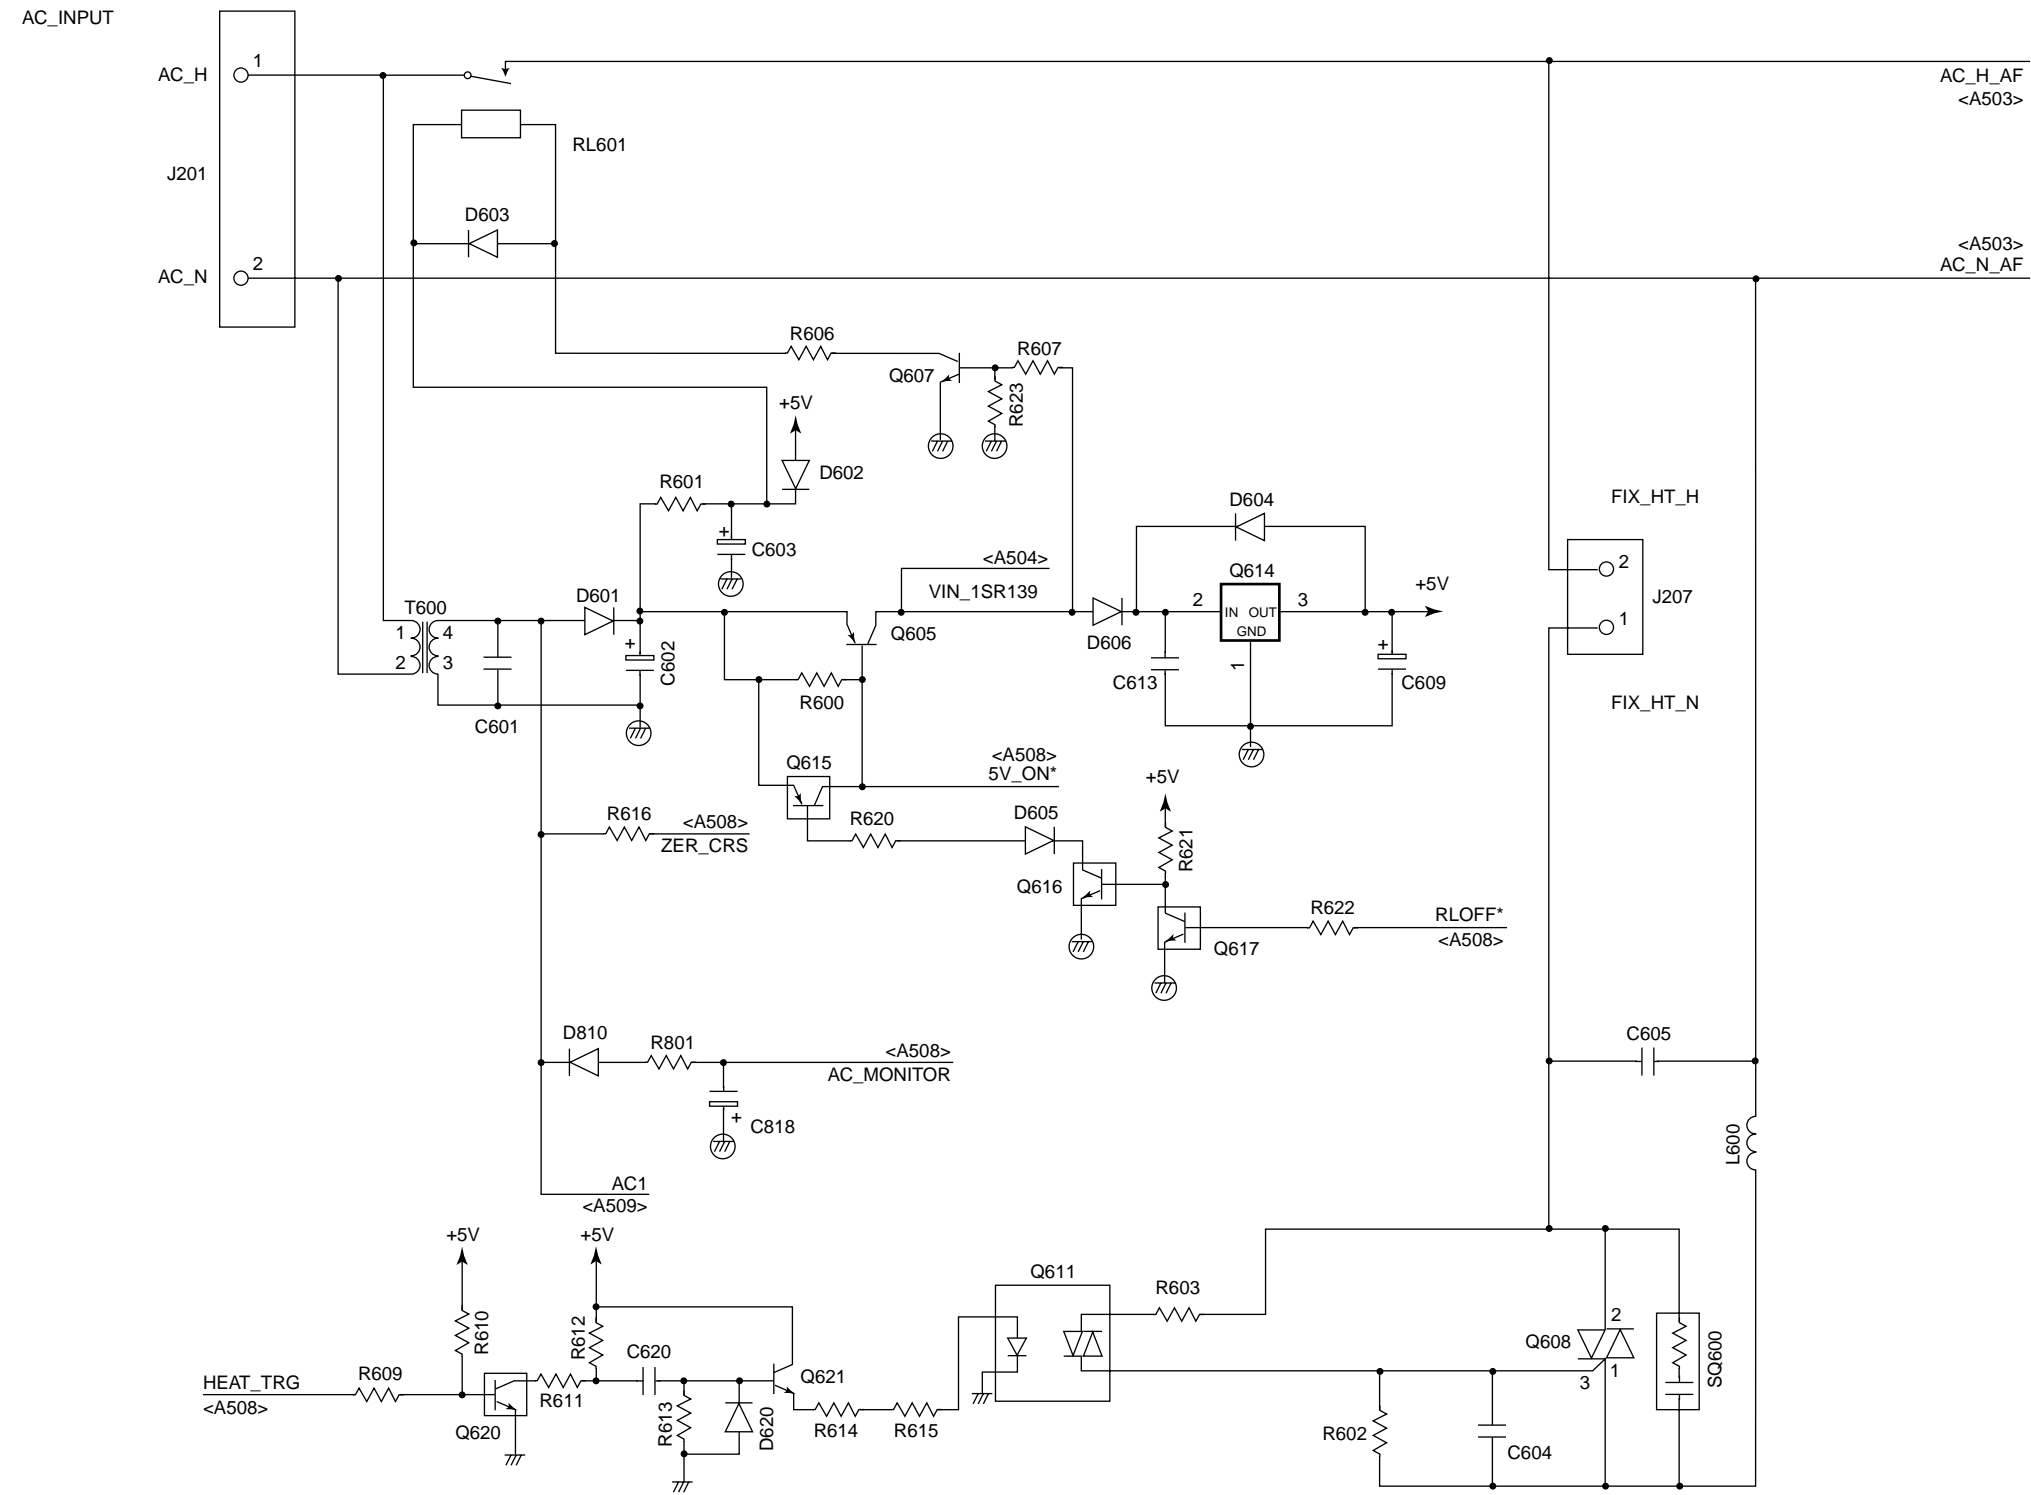 AC_INPUT
AC_H
1
AC_H_AF
<A503>
RL601
J201
D603
<A503>
AC_N
2
AC_N_AF
R606
R607
Q607
R623
+5V
D602
R601
C603
D604
FIX_HT_H
<A504>
VIN_1SR139
Q614
+5V
2
J207
1
T600
1
4
2
3
D601
C602
Q605
D606
2
IN OUT
GND
3
1
C613
C609
R600
C601
FIX_HT_N
Q615
<A508>
5V_ON*
+5V
R616
<A508>
ZER_CRS
R620
D605
R621
Q616
R622
RLOFF*
<A508>
Q617
D810
R801
<A508>
AC_MONITOR
C818
C605
L600
AC1
<A509>
+5V
+5V
Q611
R603
R610
R612
C620
Q621
HEAT_TRG
<A508>
R609
R611
Q620
R613
D620
R614
R615
Q608
2
3
1
SQ600
R602
C604
+
+
+
+